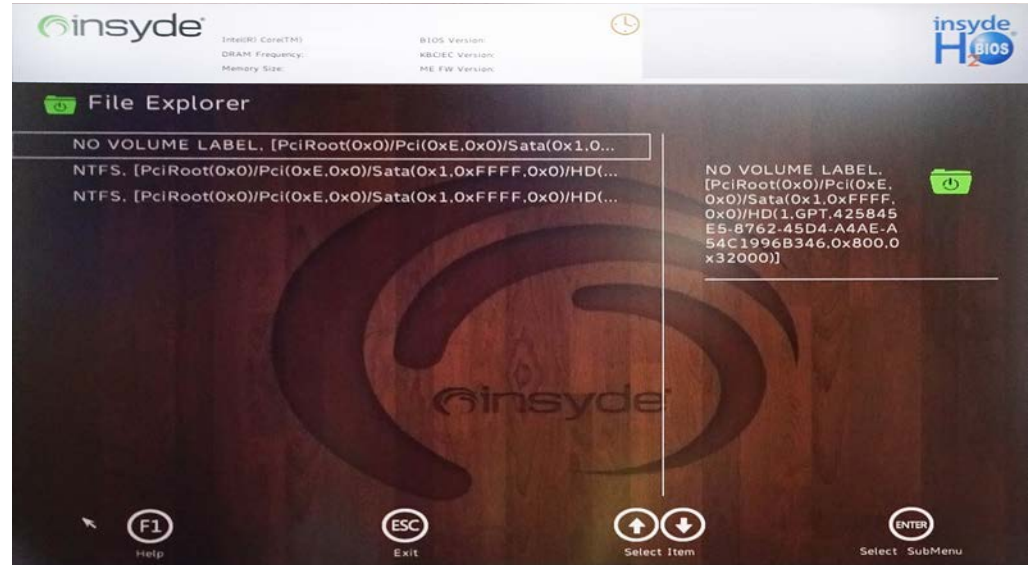 insyde
insyde
H2BIOS
Intel(R) Core(TM)
DRAM Frequency:
Memory Size:
BIOS Version:
KBC/EC Version:
ME FW Version:
File Explorer
NO VOLUME LABEL, [PciRoot(0x0)/Pci(0xE,0x0)/Sata(0x1,0...
NTFS, [PciRoot(0x0)/Pci(0xE,0x0)/Sata(0x1,0xFFFF,0x0)/HD(...
NTFS, [PciRoot(0x0)/Pci(0xE,0x0)/Sata(0x1,0xFFFF,0x0)/HD(...
NO VOLUME LABEL,
[PciRoot(0x0)/Pci(0xE,
0x0)/Sata(0x1,0xFFFF,
0x0)/HD(1,GPT,425845
E5-8762-45D4-A4AE-A
54C1996B346,0x800,0
x32000)]
insyde
F1
Help
ESC
Exit
Select Item
ENTER
Select SubMenu